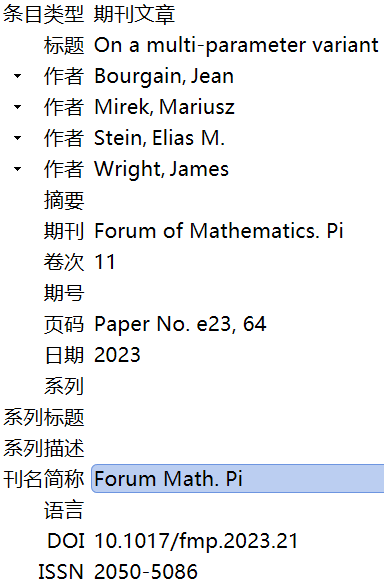 条目类型 期刊文章
标题 On a multi-parameter variant
作者 Bourgain, Jean
作者 Mirek, Mariusz
作者 Stein, Elias M.
作者 Wright, James
摘要
期刊 Forum of Mathematics. Pi
卷次 11
期号
页码 Paper No. e23, 64
日期 2023
系列
系列标题
系列描述
刊名简称 Forum Math. Pi
语言
DOI 10.1017/fmp.2023.21
ISSN 2050-5086